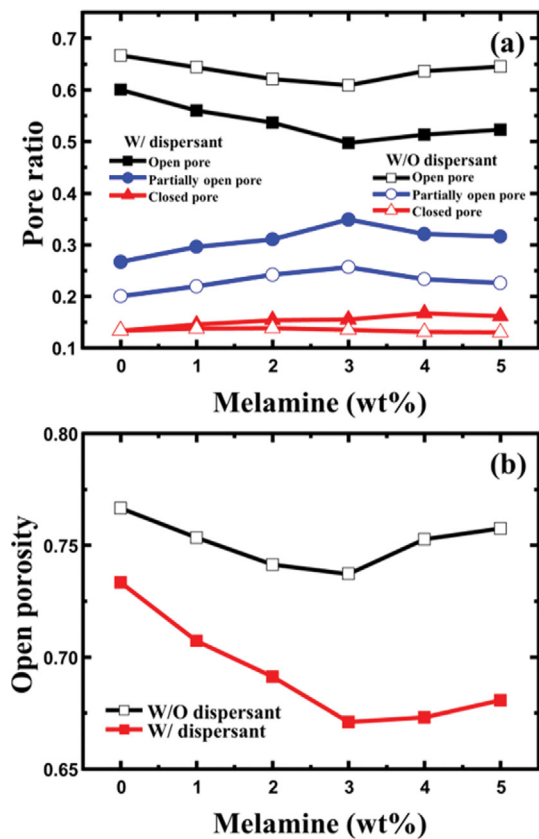 (a)
0.7
0.6
0.5
0.4
0.3
0.2
0.1
Pore ratio
W/ dispersant
Open pore
Partially open pore
Closed pore
W/O dispersant
Open pore
Partially open pore
Closed pore
0 1 2 3 4 5
Melamine (wt%)
(b)
0.80
0.75
0.70
0.65
Open porosity
W/O dispersant
W/ dispersant
0 1 2 3 4 5
Melamine (wt%)